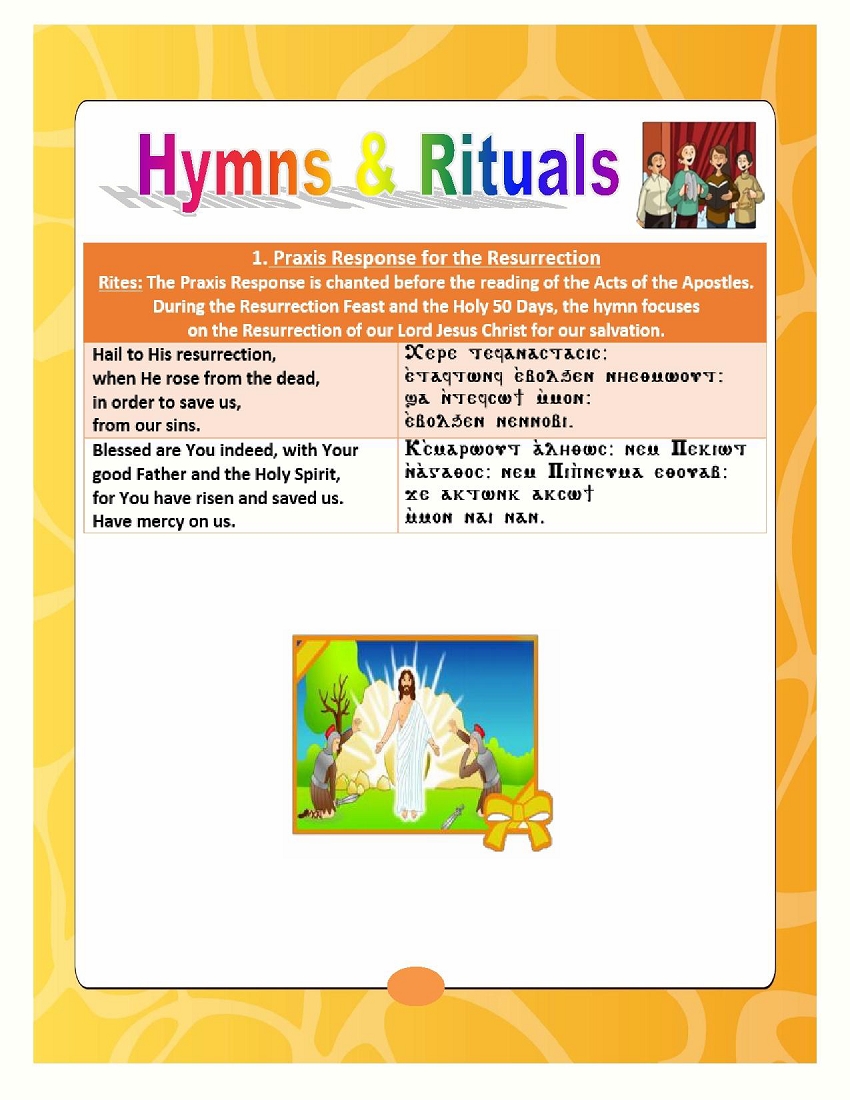 Hymns & Rituals
1. Praxis Response for the Resurrection
Rites: The Praxis Response is chanted before the reading of the Acts of the Apostles.
During the Resurrection Feast and the Holy 50 Days, the hymn focuses
on the Resurrection of our Lord Jesus Christ for our salvation.
Hail to His resurrection,
when He rose from the dead,
in order to save us,
from our sins.
Ⲭⲉⲣⲉ ⲧⲉϥⲁⲛⲁⲥⲧⲁⲥⲓⲥ:
ⲉ̀ⲧⲁϥⲧⲱⲛϥ ⲉ̀ⲃⲟⲗϧⲉⲛ ⲛⲏⲉⲑⲙⲱⲟⲩⲧ:
ϣⲁ ⲛ̀ⲧⲉϥⲥⲱϯ ⲙ̀ⲙⲟⲛ:
ⲉ̀ⲃⲟⲗϧⲉⲛ ⲛⲉⲛⲛⲟⲃⲓ.
Blessed are You indeed, with Your
good Father and the Holy Spirit,
for You have risen and saved us.
Have mercy on us.
Ⲕ̀ⲥⲙⲁⲣⲱⲟⲩⲧ ⲁ̀ⲗⲏⲑⲱⲥ: ⲛⲉⲙ Ⲡⲉⲕⲓⲱⲧ
ⲛ̀ⲁ̀ⲅⲁⲑⲟⲥ: ⲛⲉⲙ Ⲡⲓⲡ̀ⲛⲉⲩⲙⲁ ⲉⲑⲟⲩⲁⲃ:
ϫⲉ ⲁⲕⲧⲱⲛⲕ ⲁⲕⲥⲱϯ
ⲙ̀ⲙⲟⲛ ⲛⲁⲓ ⲛⲁⲛ.